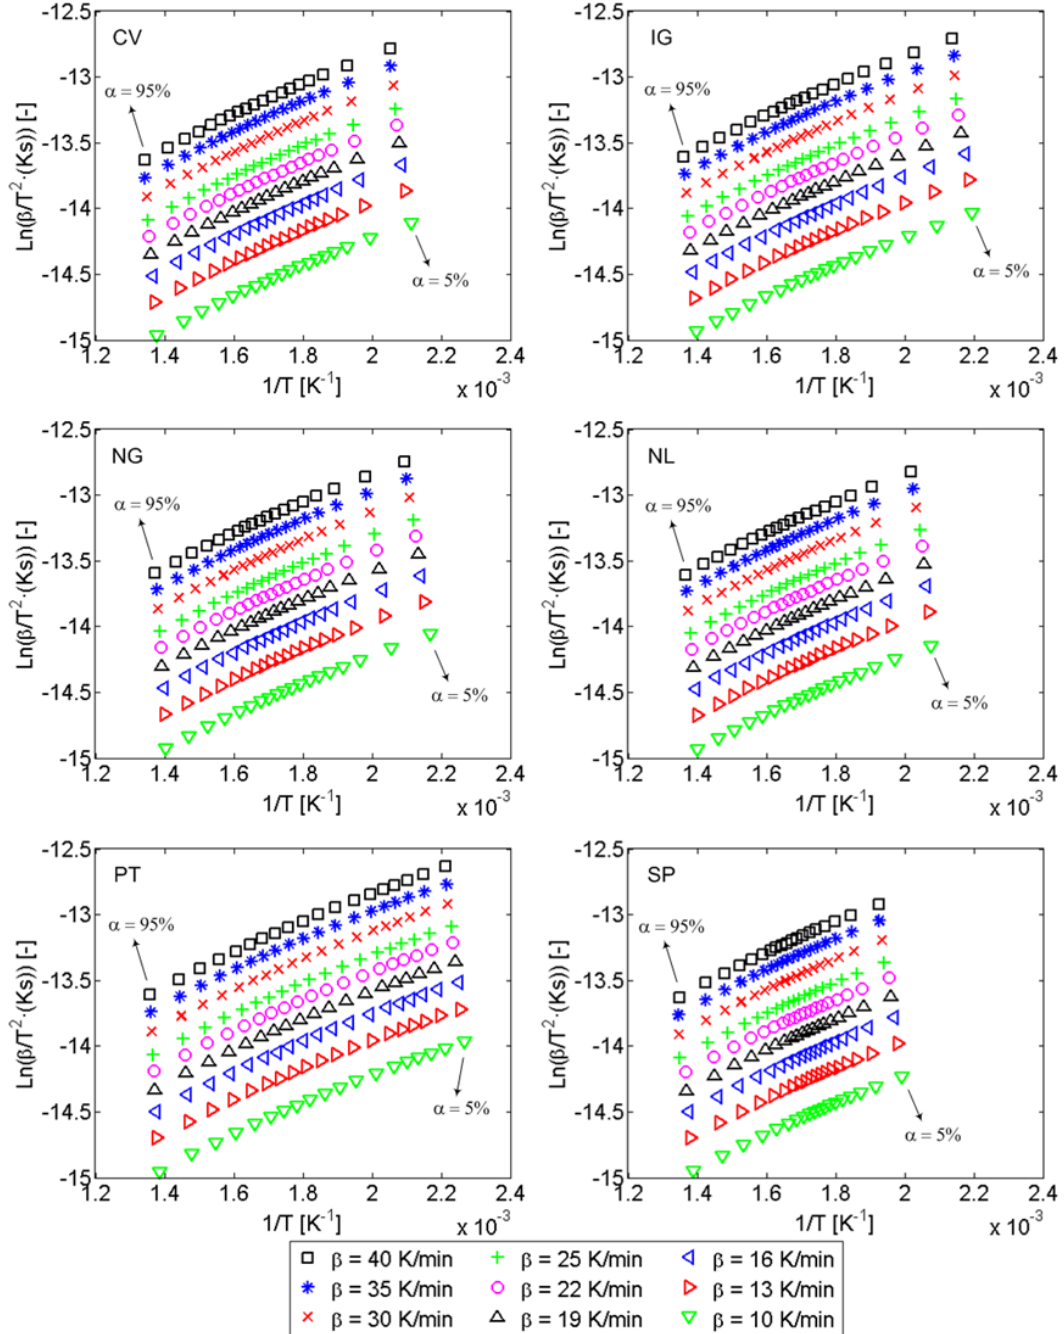 CV
α = 95%
α = 5%
Ln(β/T²·(Ks)) [-]
-12.5
-13
-13.5
-14
-14.5
-15
1.2 1.4 1.6 1.8 2 2.2 2.4
1/T [K⁻¹]
x 10⁻³
IG
α = 95%
α = 5%
Ln(β/T²·(Ks)) [-]
-12.5
-13
-13.5
-14
-14.5
-15
1.2 1.4 1.6 1.8 2 2.2 2.4
1/T [K⁻¹]
x 10⁻³
NG
α = 95%
α = 5%
Ln(β/T²·(Ks)) [-]
-12.5
-13
-13.5
-14
-14.5
-15
1.2 1.4 1.6 1.8 2 2.2 2.4
1/T [K⁻¹]
x 10⁻³
NL
α = 95%
α = 5%
Ln(β/T²·(Ks)) [-]
-12.5
-13
-13.5
-14
-14.5
-15
1.2 1.4 1.6 1.8 2 2.2 2.4
1/T [K⁻¹]
x 10⁻³
PT
α = 95%
α = 5%
Ln(β/T²·(Ks)) [-]
-12.5
-13
-13.5
-14
-14.5
-15
1.2 1.4 1.6 1.8 2 2.2 2.4
1/T [K⁻¹]
x 10⁻³
SP
α = 95%
α = 5%
Ln(β/T²·(Ks)) [-]
-12.5
-13
-13.5
-14
-14.5
-15
1.2 1.4 1.6 1.8 2 2.2 2.4
1/T [K⁻¹]
x 10⁻³
β = 40 K/min β = 25 K/min β = 16 K/min
β = 35 K/min β = 22 K/min β = 13 K/min
β = 30 K/min β = 19 K/min β = 10 K/min